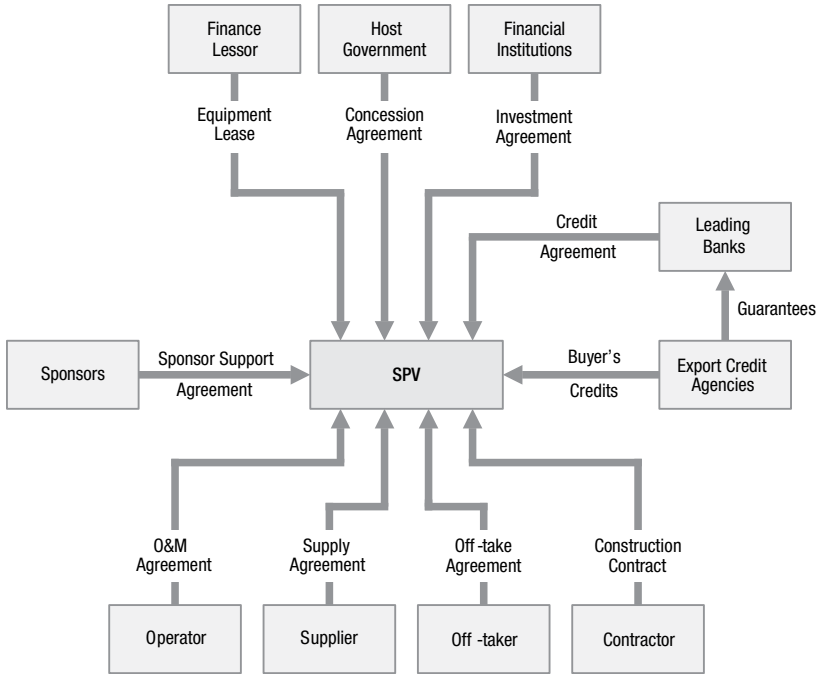 Finance
Lessor
Host
Government
Financial
Institutions
Equipment
Lease
Concession
Agreement
Investment
Agreement
Credit
Agreement
Leading
Banks
Guarantees
Sponsors
Sponsor Support
Agreement
SPV
Buyer's
Credits
Export Credit
Agencies
O&M
Agreement
Supply
Agreement
Off -take
Agreement
Construction
Contract
Operator
Supplier
Off -taker
Contractor